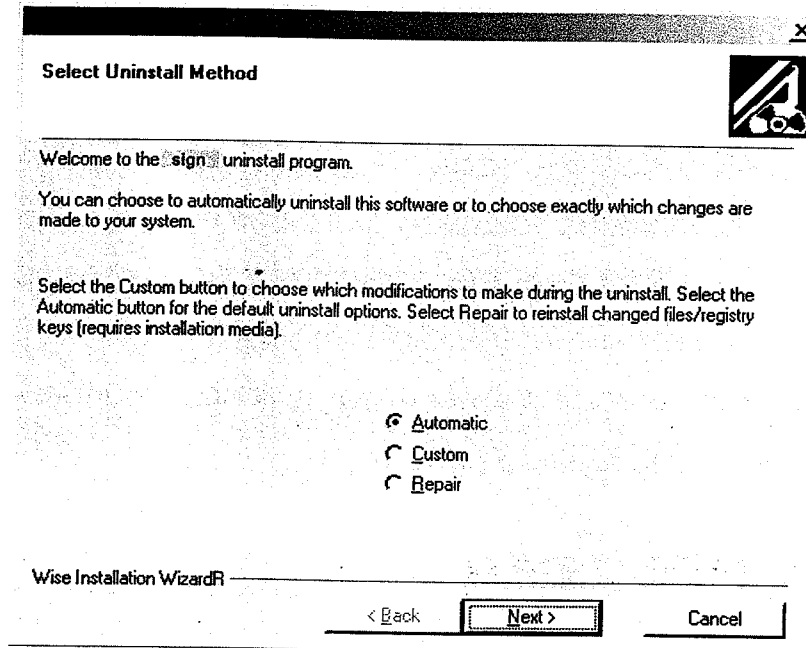 X
Select Uninstall Method
Welcome to the sign uninstall program.
You can choose to automatically uninstall this software or to choose exactly which changes are
made to your system.
Select the Custom button to choose which modifications to make during the uninstall. Select the
Automatic button for the default uninstall options. Select Repair to reinstall changed files/registry
keys (requires installation media).
Automatic
Custom
Repair
Wise Installation WizardR
< Back Next > Cancel